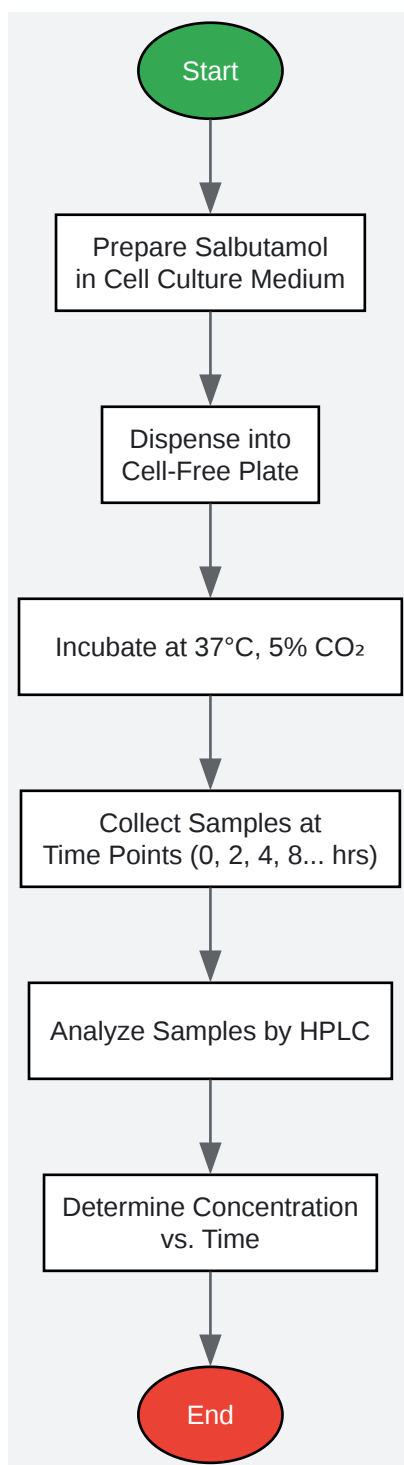 Start
Prepare Salbutamol
in Cell Culture Medium
Dispense into
Cell-Free Plate
Incubate at 37°C, 5% CO₂
Collect Samples at
Time Points (0, 2, 4, 8... hrs)
Analyze Samples by HPLC
Determine Concentration
vs. Time
End